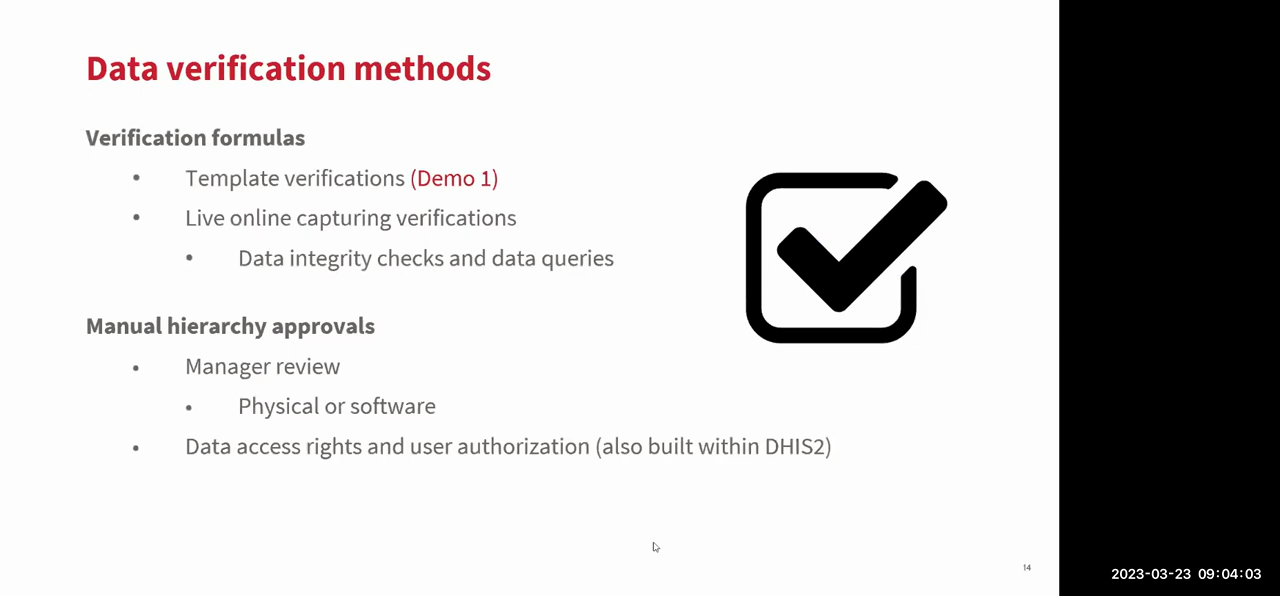 Data verification methods
Verification formulas
• Template verifications (Demo 1)
• Live online capturing verifications
• Data integrity checks and data queries
Manual hierarchy approvals
• Manager review
• Physical or software
• Data access rights and user authorization (also built within DHIS2)
14
2023-03-23 09:04:03